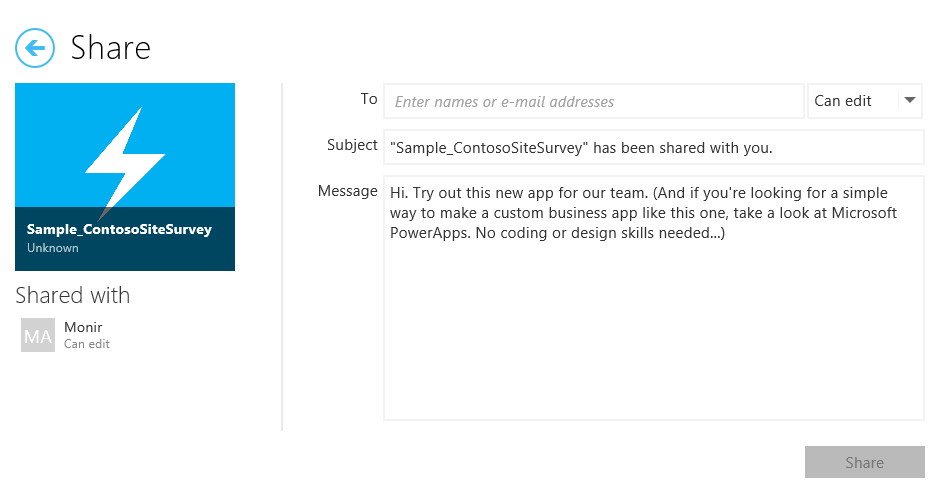 Share
Sample_ContosoSiteSurvey
Unknown
Shared with
MA
Monir
Can edit
To
Enter names or e-mail addresses
Can edit
Subject
"Sample_ContosoSiteSurvey" has been shared with you.
Message
Hi. Try out this new app for our team. (And if you're looking for a simple
way to make a custom business app like this one, take a look at Microsoft
PowerApps. No coding or design skills needed...)
Share